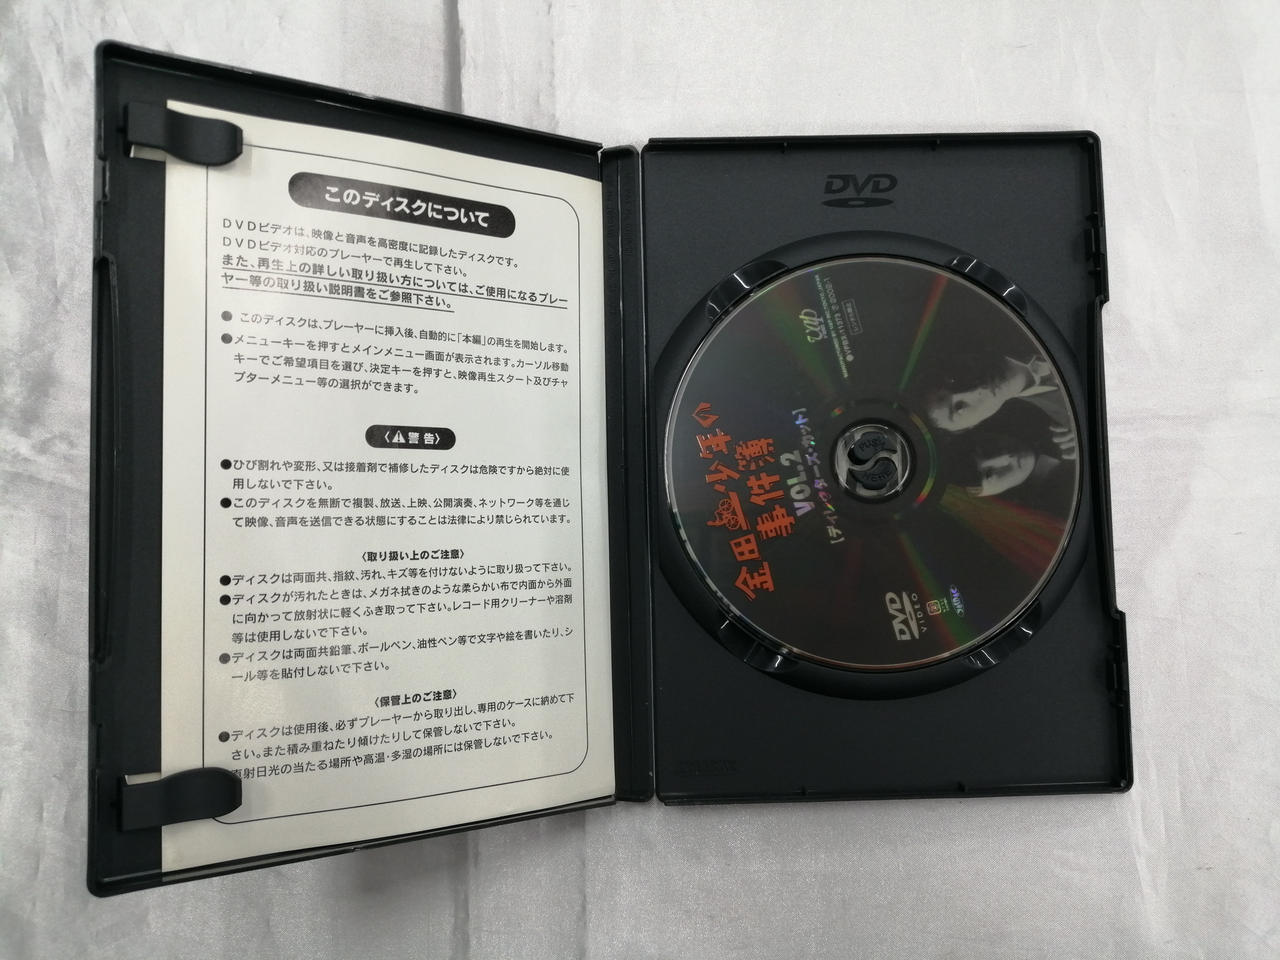 このディスクについて
DVDビデオは、映像と音声を高密度に記録したディスクです。
DVDビデオ対応のプレーヤーで再生して下さい。
また、再生上の詳しい取り扱い方については、ご使用になるプレー
ヤー等の取り扱い説明書をご参照下さい。
● このディスクは、プレーヤーに挿入後、自動的に「本編」の再生を開始します。
●メニューキーを押すとメインメニュー画面が表示されます。カーソル移動
キーでご希望項目を選び、決定キーを押すと、映像再生スタート及びチャ
プターメニュー等の選択ができます。
〈⚠警告〉
●ひび割れや変形、又は接着剤で補修したディスクは危険ですから絶対に使
用しないで下さい。
●このディスクを無断で複製、放送、上映、公開演奏、ネットワーク等を通じ
て映像、音声を送信できる状態にすることは法律により禁じられています。
〈取り扱い上のご注意〉
●ディスクは両面共、指紋、汚れ、キズ等を付けないように取り扱って下さい。
●ディスクが汚れたときは、メガネ拭きのような柔らかい布で内面から外面
に向かって放射状に軽くふき取って下さい。レコード用クリーナーや溶剤
等は使用しないで下さい。
●ディスクは両面共鉛筆、ボールペン、油性ペン等で文字や絵を書いたり、シ
ール等を貼付しないで下さい。
〈保管上のご注意〉
●ディスクは使用後、必ずプレーヤーから取り出し、専用のケースに納めて下
さい。また積み重ねたり傾けたりして保管しないで下さい。
直射日光の当たる場所や高温・多湿の場所には保管しないで下さい。
DVD
金田一少年の
事件簿
VOL.2
[ディレクターズ・カット]
DVD
VIDEO
PUSH